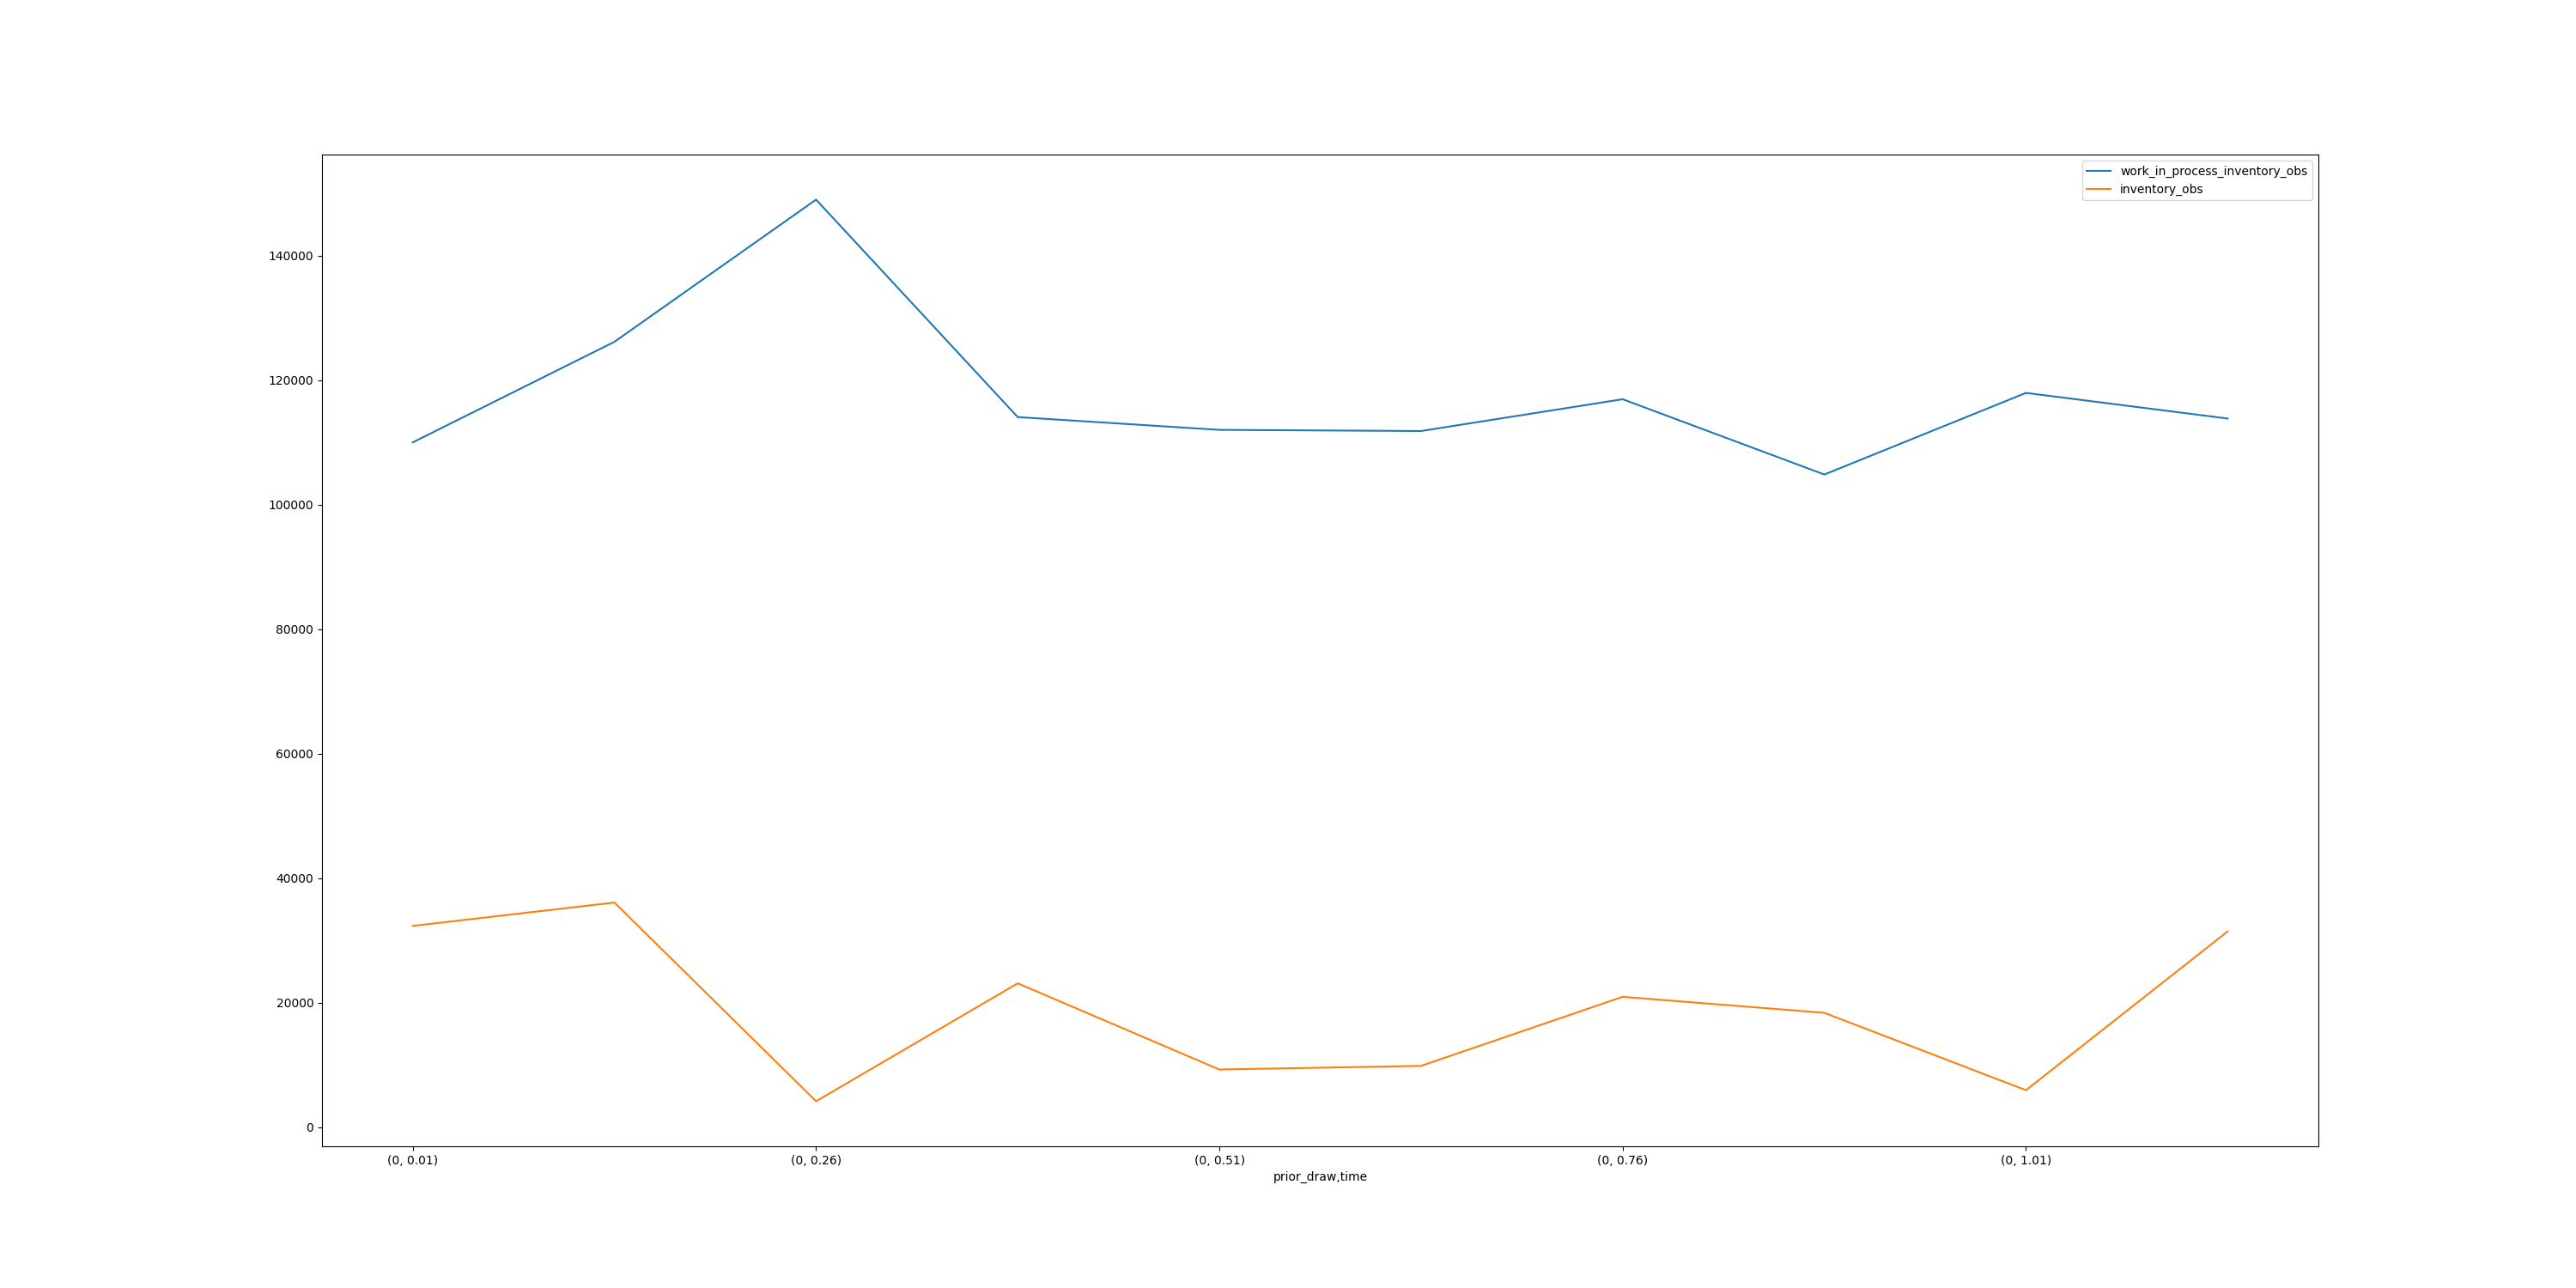 work_in_process_inventory_obs
inventory_obs
140000
120000
100000
80000
60000
40000
20000
0
(0, 0.01) (0, 0.26) (0, 0.51) (0, 0.76) (0, 1.01)
prior_draw,time